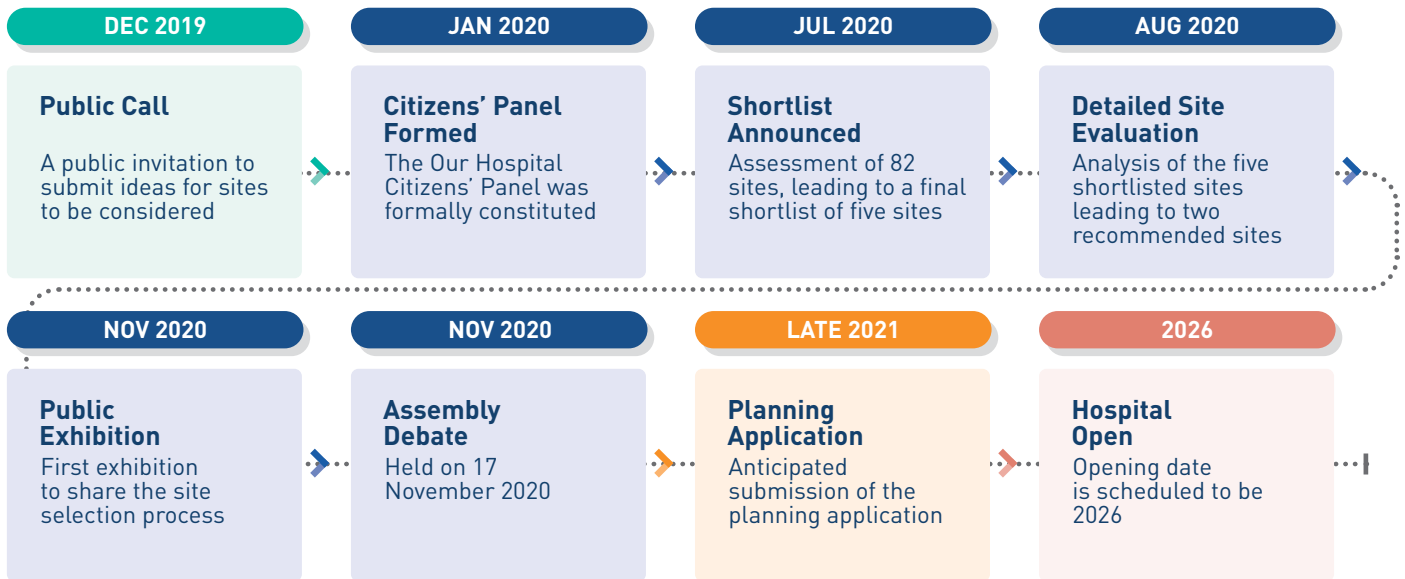 DEC 2019
Public Call
A public invitation to
submit ideas for sites
to be considered
JAN 2020
Citizens’ Panel
Formed
The Our Hospital
Citizens’ Panel was
formally constituted
JUL 2020
Shortlist
Announced
Assessment of 82
sites, leading to a final
shortlist of five sites
AUG 2020
Detailed Site
Evaluation
Analysis of the five
shortlisted sites
leading to two
recommended sites
NOV 2020
Public
Exhibition
First exhibition
to share the site
selection process
NOV 2020
Assembly
Debate
Held on 17
November 2020
LATE 2021
Planning
Application
Anticipated
submission of the
planning application
2026
Hospital
Open
Opening date
is scheduled to be
2026